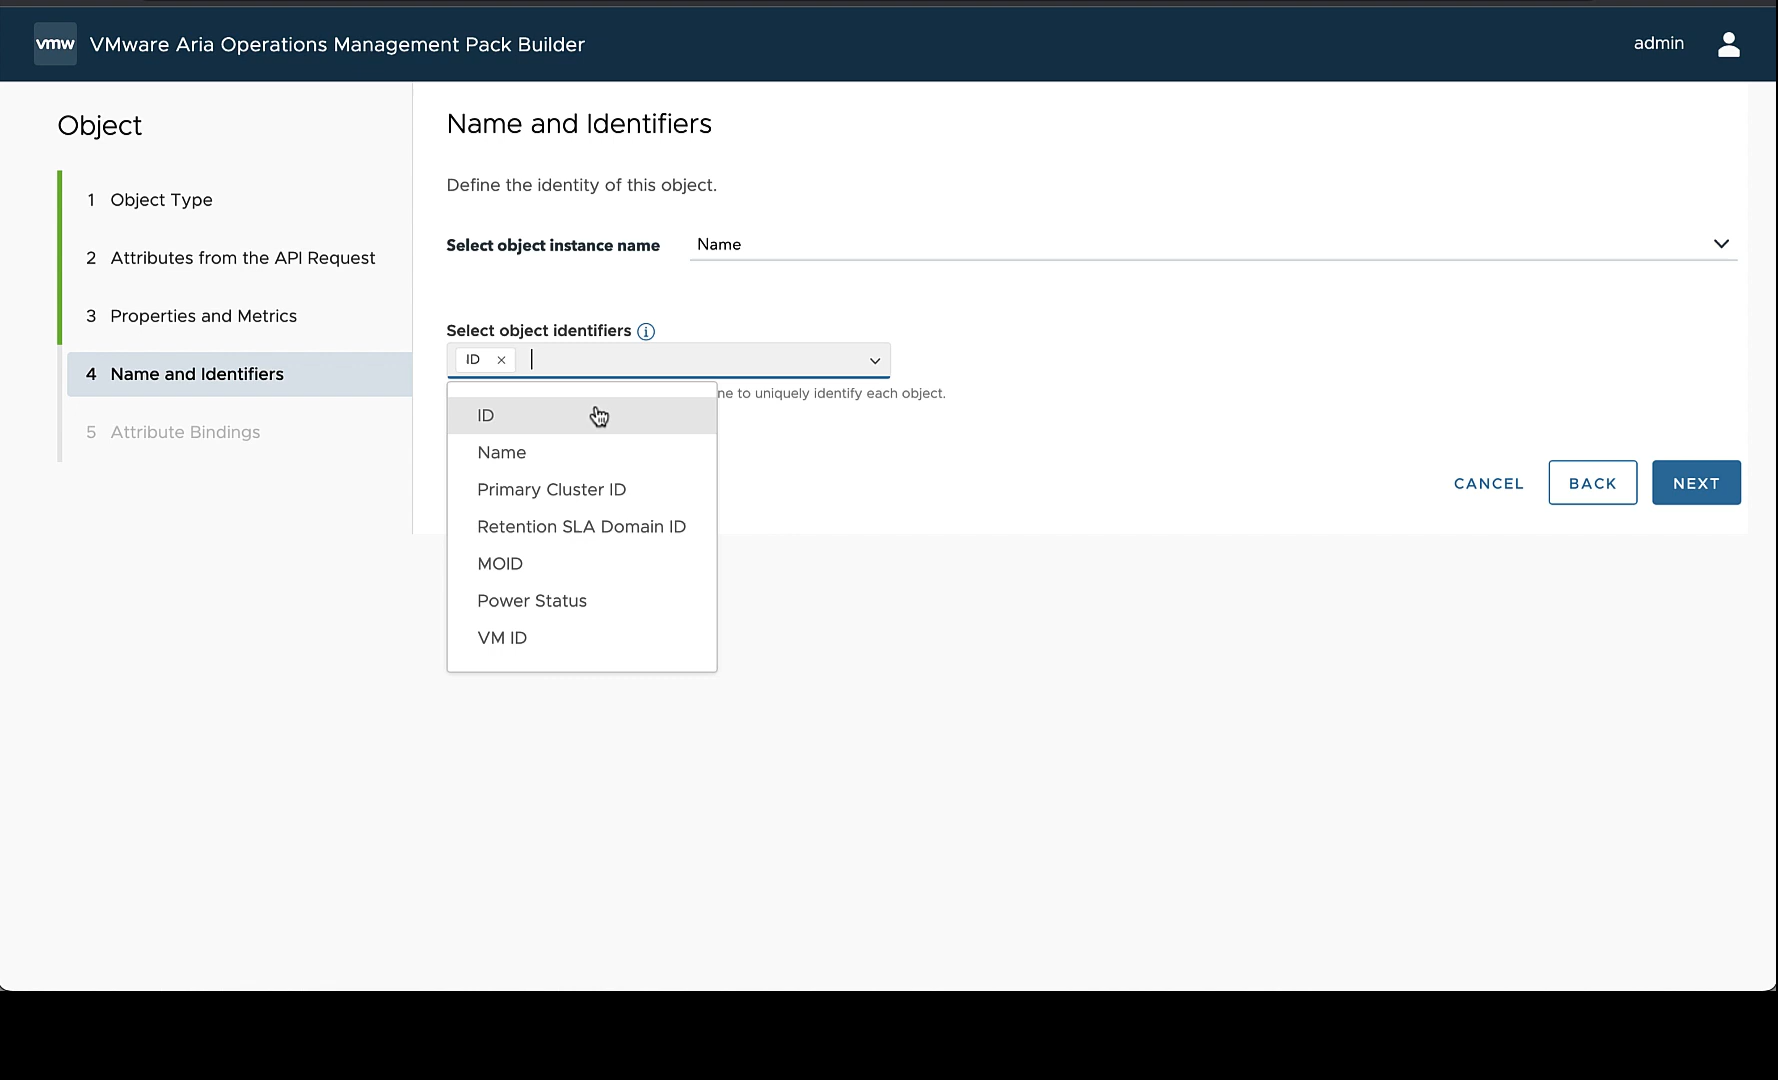 vmw VMware Aria Operations Management Pack Builder
admin
Object
1 Object Type
2 Attributes from the API Request
3 Properties and Metrics
4 Name and Identifiers
5 Attribute Bindings
Name and Identifiers
Define the identity of this object.
Select object instance name Name
Select object identifiers
ID
to uniquely identify each object.
ID
Name
Primary Cluster ID
Retention SLA Domain ID
MOID
Power Status
VM ID
CANCEL BACK NEXT